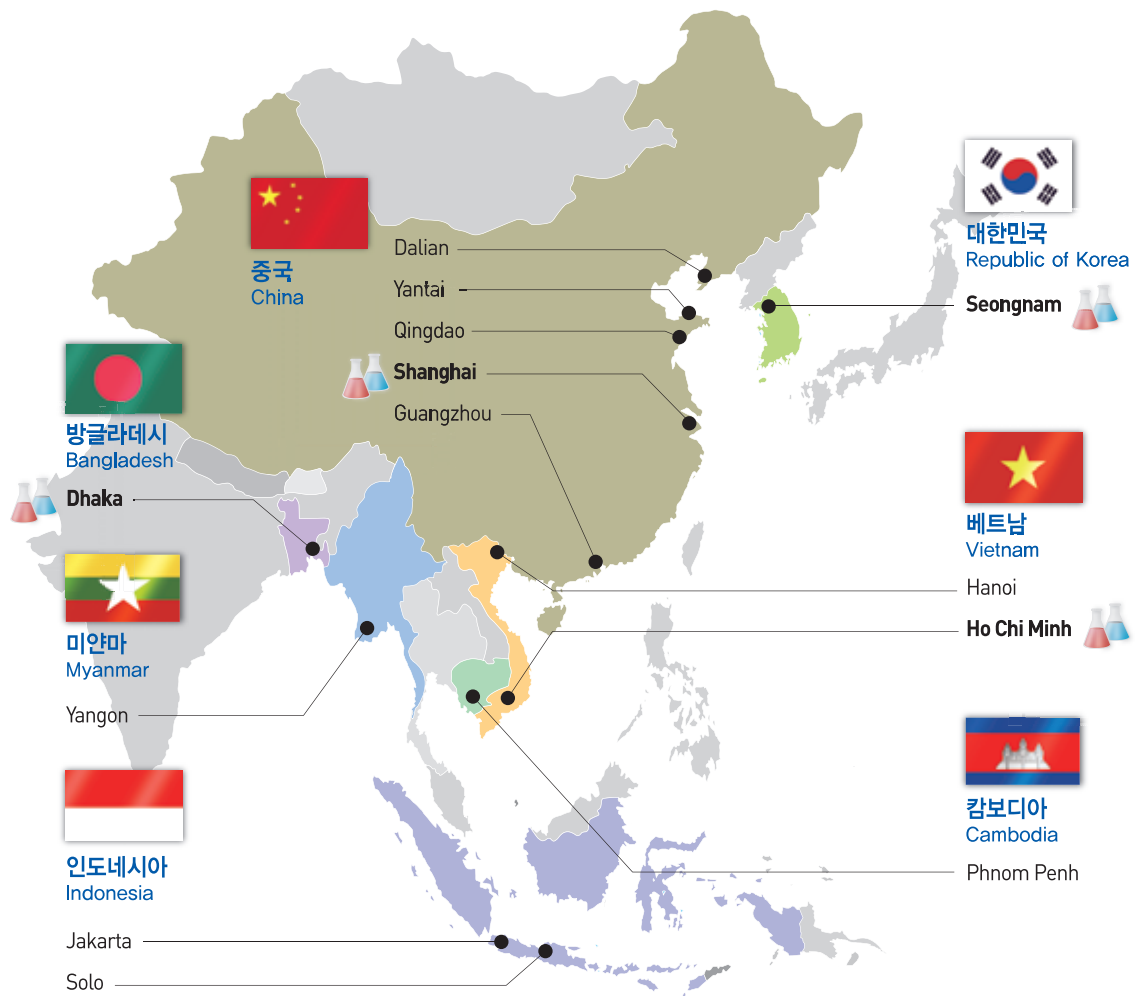 중국
China
Dalian
Yantai
Qingdao
Shanghai
Guangzhou
방글라데시
Bangladesh
Dhaka
미얀마
Myanmar
Yangon
인도네시아
Indonesia
Jakarta
Solo
대한민국
Republic of Korea
Seongnam
베트남
Vietnam
Hanoi
Ho Chi Minh
캄보디아
Cambodia
Phnom Penh